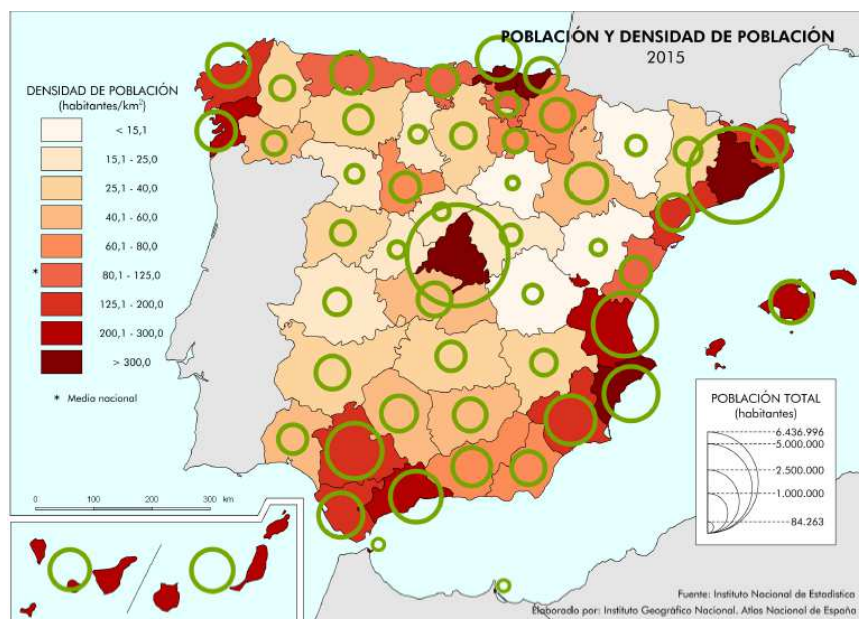 POBLACIÓN Y DENSIDAD DE POBLACIÓN
2015
DENSIDAD DE POBLACIÓN
(habitantes/km²)
< 15,1
15,1 - 25,0
25,1 - 40,0
40,1 - 60,0
60,1 - 80,0
* 80,1 - 125,0
125,1 - 200,0
200,1 - 300,0
> 300,0
* Media nacional
POBLACIÓN TOTAL
(habitantes)
6.436.996
5.000.000
2.500.000
1.000.000
84.263
0 100 200 300 km
Fuente: Instituto Nacional de Estadística
Elaborado por: Instituto Geográfico Nacional. Atlas Nacional de España